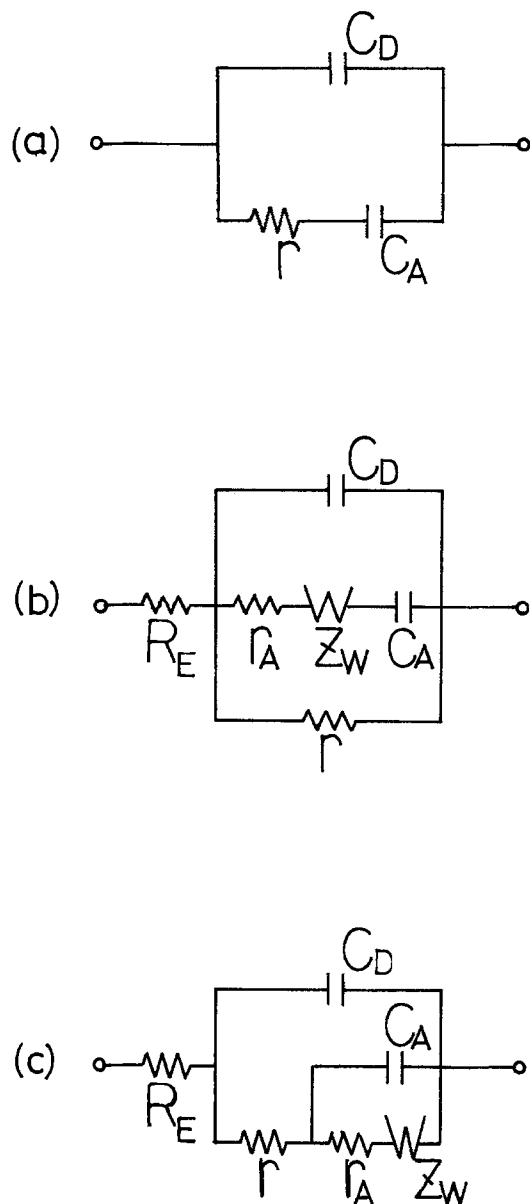 C_D
(a)
r
C_A
C_D
(b)
R_E r_A Z_W C_A
r
C_D
C_A
(c)
R_E
r r_A Z_W